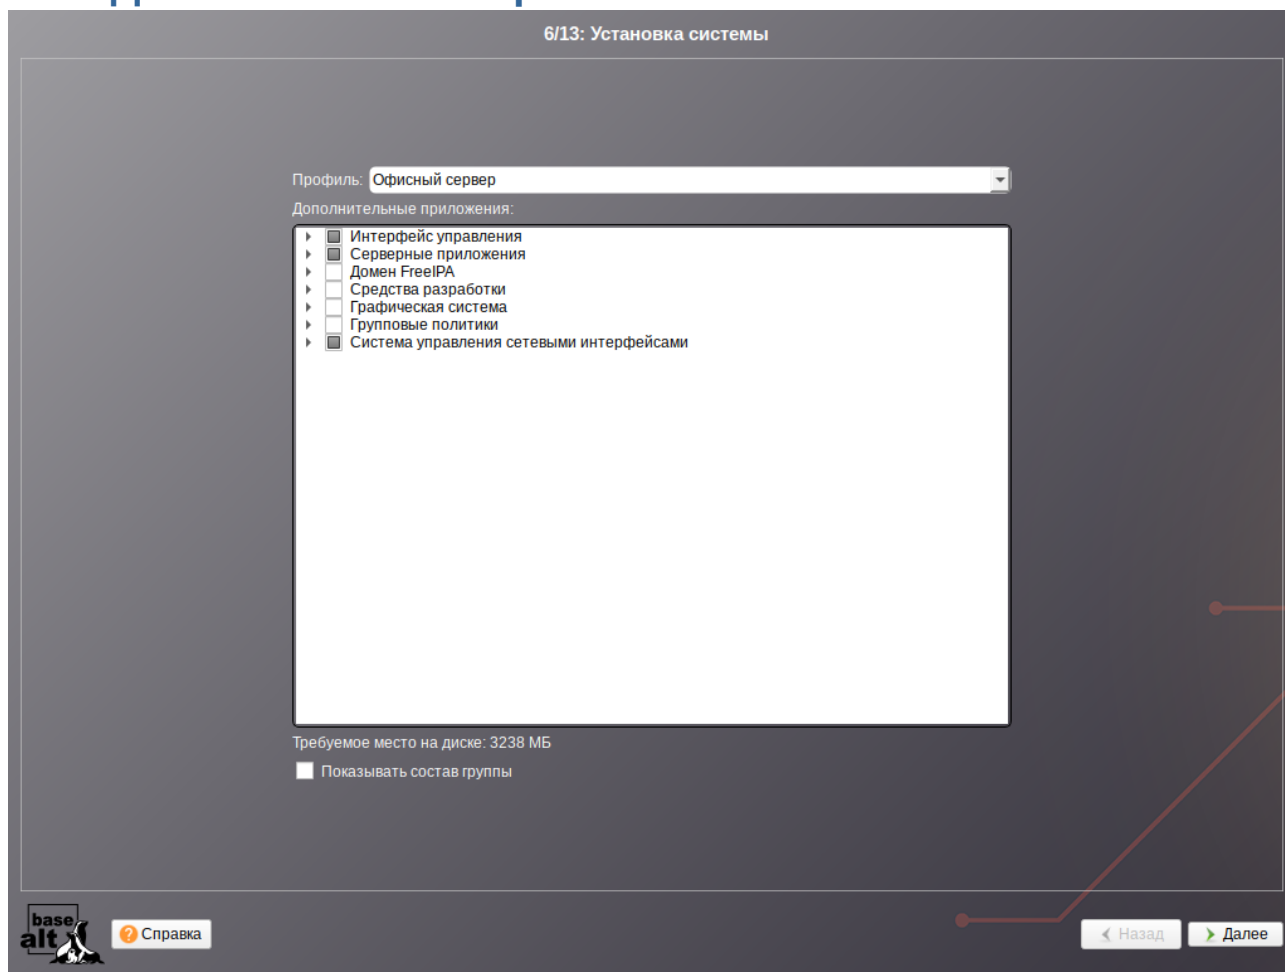 6/13: Установка системы
Профиль: Офисный сервер
Дополнительные приложения:
Интерфейс управления
Серверные приложения
Домен FreeIPA
Средства разработки
Графическая система
Групповые политики
Система управления сетевыми интерфейсами
Требуемое место на диске: 3238 МБ
Показывать состав группы
base
alt
Справка
Назад
Далее